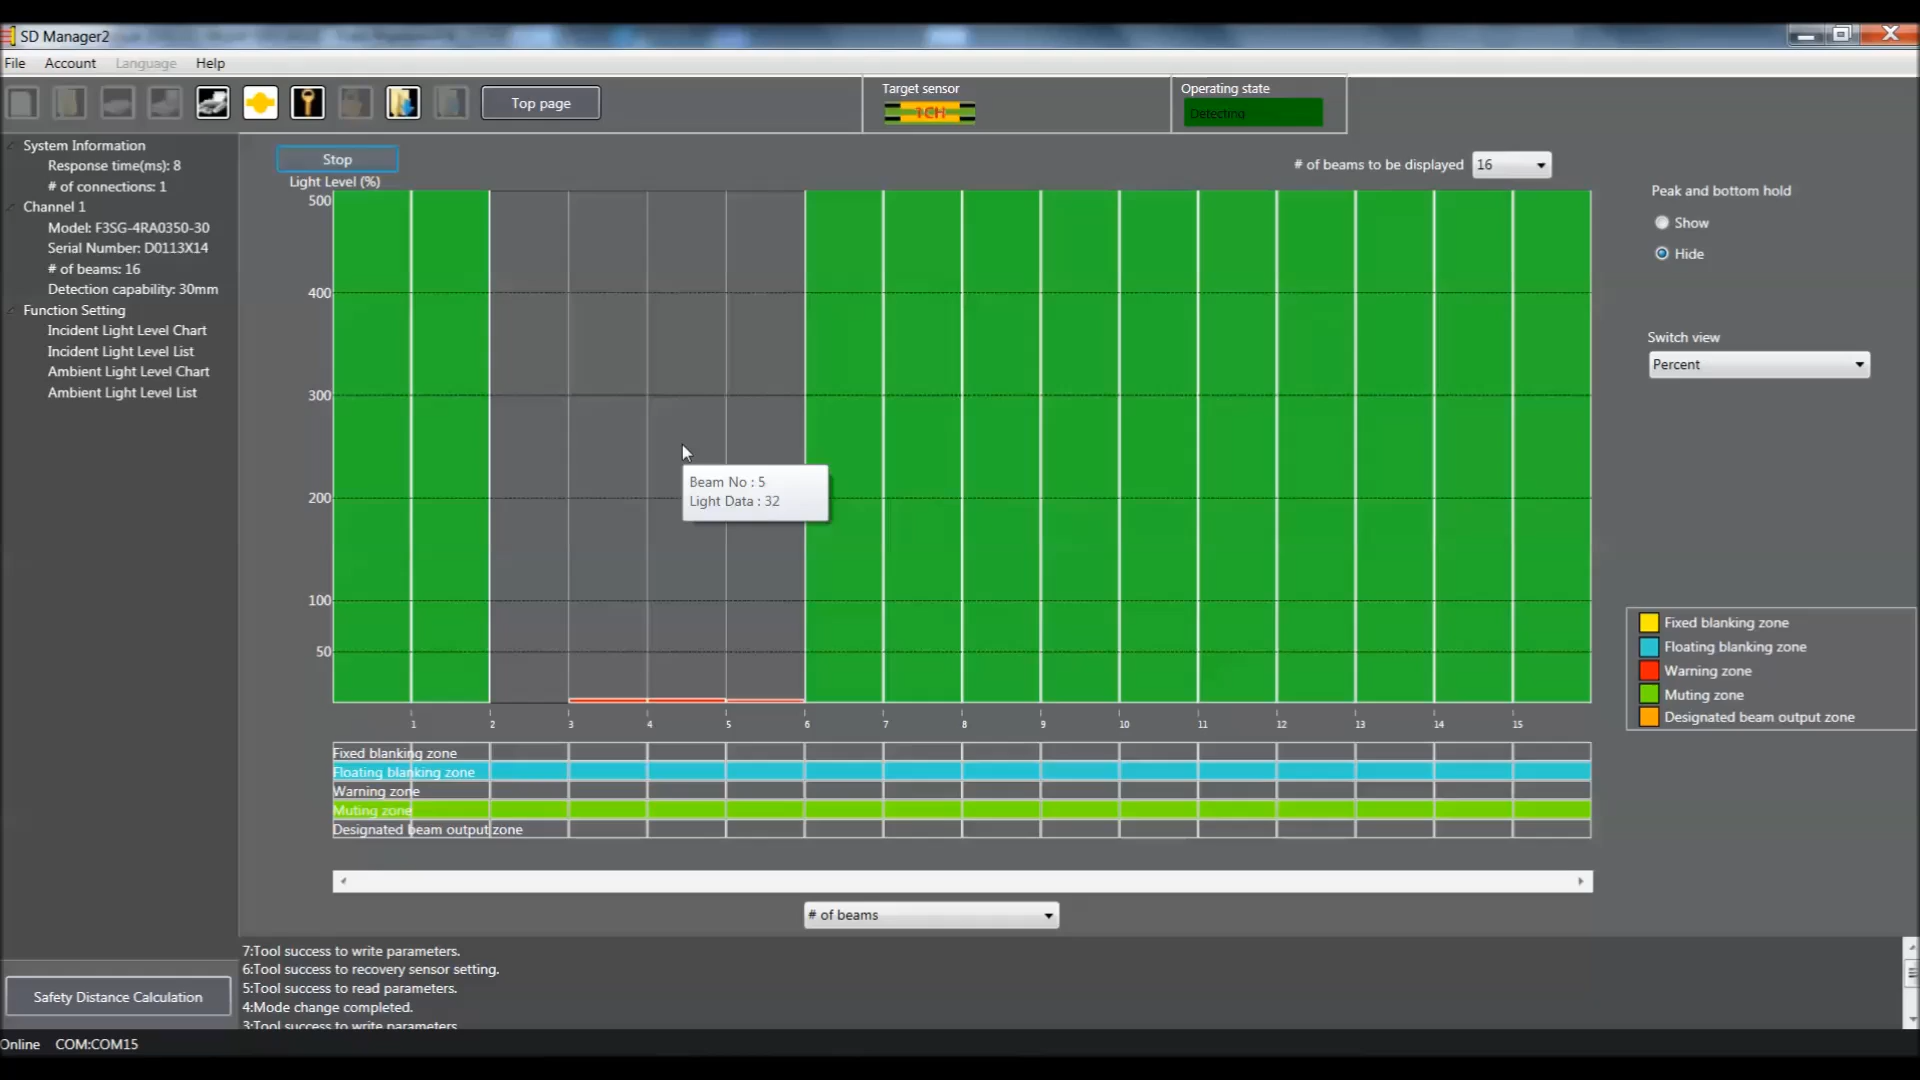 SD Manager2
File Account Language Help
Top page
Target sensor
1CH
Operating state
Detecting
System Information
Response time(ms): 8
# of connections: 1
Channel 1
Model: F3SG-4RA0350-30
Serial Number: D0113X14
# of beams: 16
Detection capability: 30mm
Function Setting
Incident Light Level Chart
Incident Light Level List
Ambient Light Level Chart
Ambient Light Level List
Safety Distance Calculation
Stop
# of beams to be displayed 16
Light Level (%)
500
400
300
200
100
50
Beam No : 5
Light Data : 32
1 2 3 4 5 6 7 8 9 10 11 12 13 14 15
Fixed blanking zone
Floating blanking zone
Warning zone
Muting zone
Designated beam output zone
# of beams
Peak and bottom hold
Show
Hide
Switch view
Percent
Fixed blanking zone
Floating blanking zone
Warning zone
Muting zone
Designated beam output zone
7:Tool success to write parameters.
6:Tool success to recovery sensor setting.
5:Tool success to read parameters.
4:Mode change completed.
3:Tool success to write parameters
Online COM:COM15